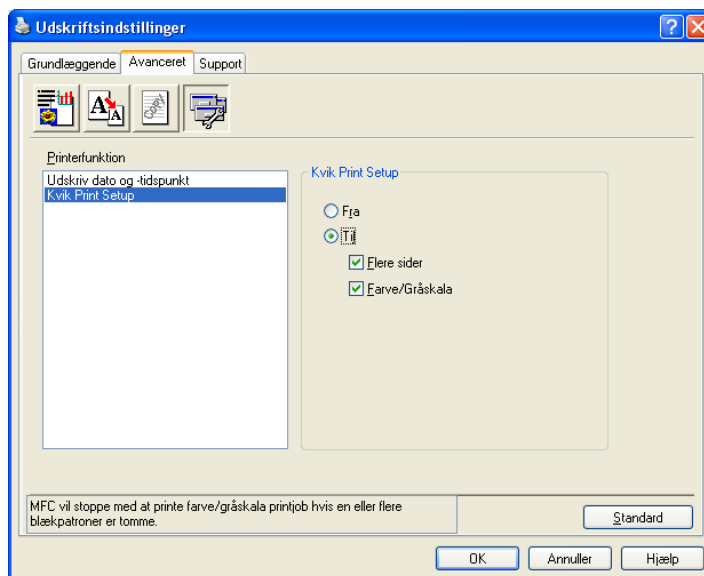 Udskriftsindstillinger
Grundlæggende
Avanceret
Support
Printerfunktion
Udskriv dato og -tidspunkt
Kvik Print Setup
Kvik Print Setup
Fra
Til
Flere sider
Farve/Gråskala
MFC vil stoppe med at printe farve/gråskala printjob hvis en eller flere
blækpatroner er tomme.
Standard
OK
Annuller
Hjælp